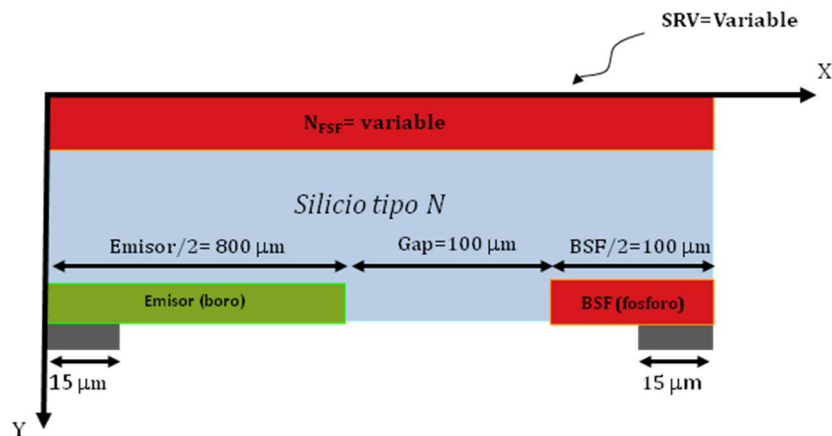 SRV=Variable
X
N_FSF= variable
Silicio tipo N
Emisor/2= 800 μm
Gap=100 μm
BSF/2=100 μm
Emisor (boro)
BSF (fosforo)
15 μm
15 μm
Y